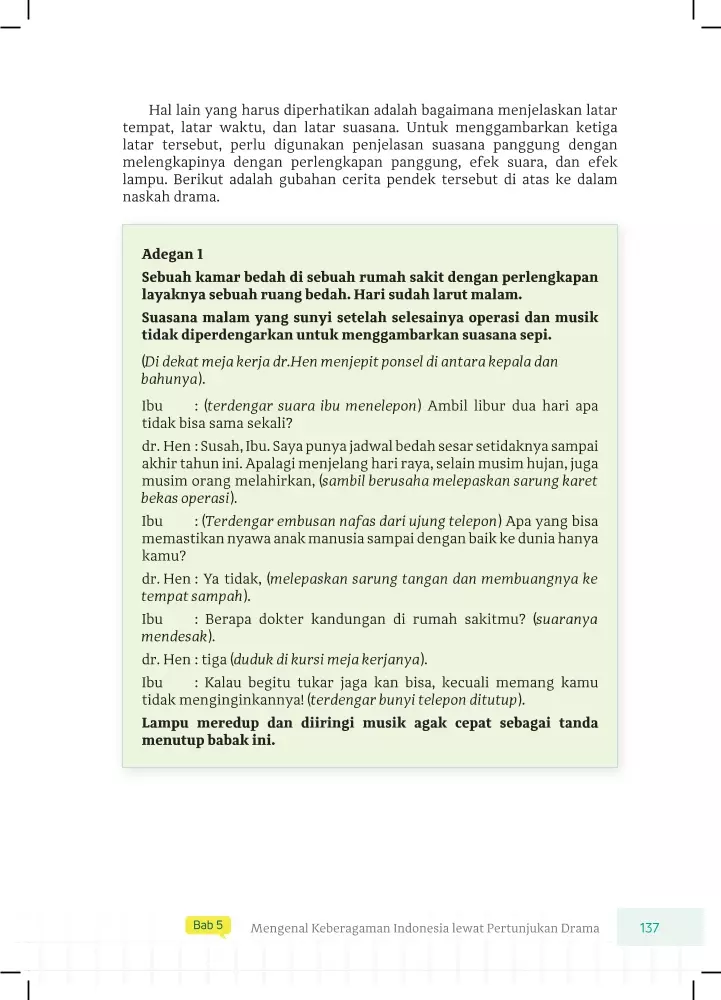 Hal lain yang harus diperhatikan adalah bagaimana menjelaskan latar
tempat, latar waktu, dan latar suasana. Untuk menggambarkan ketiga
latar tersebut, perlu digunakan penjelasan suasana panggung dengan
melengkapinya dengan perlengkapan panggung, efek suara, dan efek
lampu. Berikut adalah gubahan cerita pendek tersebut di atas ke dalam
naskah drama.
Adegan 1
Sebuah kamar bedah di sebuah rumah sakit dengan perlengkapan
layaknya sebuah ruang bedah. Hari sudah larut malam.
Suasana malam yang sunyi setelah selesainya operasi dan musik
tidak diperdengarkan untuk menggambarkan suasana sepi.
(Di dekat meja kerja dr.Hen menjepit ponsel di antara kepala dan
bahunya).
Ibu : (terdengar suara ibu menelepon) Ambil libur dua hari apa
tidak bisa sama sekali?
dr. Hen : Susah, Ibu. Saya punya jadwal bedah sesar setidaknya sampai
akhir tahun ini. Apalagi menjelang hari raya, selain musim hujan, juga
musim orang melahirkan, (sambil berusaha melepaskan sarung karet
bekas operasi).
Ibu : (Terdengar embusan nafas dari ujung telepon) Apa yang bisa
memastikan nyawa anak manusia sampai dengan baik ke dunia hanya
kamu?
dr. Hen : Ya tidak, (melepaskan sarung tangan dan membuangnya ke
tempat sampah).
Ibu : Berapa dokter kandungan di rumah sakitmu? (suaranya
mendesak).
dr. Hen : tiga (duduk di kursi meja kerjanya).
Ibu : Kalau begitu tukar jaga kan bisa, kecuali memang kamu
tidak menginginkannya! (terdengar bunyi telepon ditutup).
Lampu meredup dan diiringi musik agak cepat sebagai tanda
menutup babak ini.
Bab 5 Mengenal Keberagaman Indonesia lewat Pertunjukan Drama 137